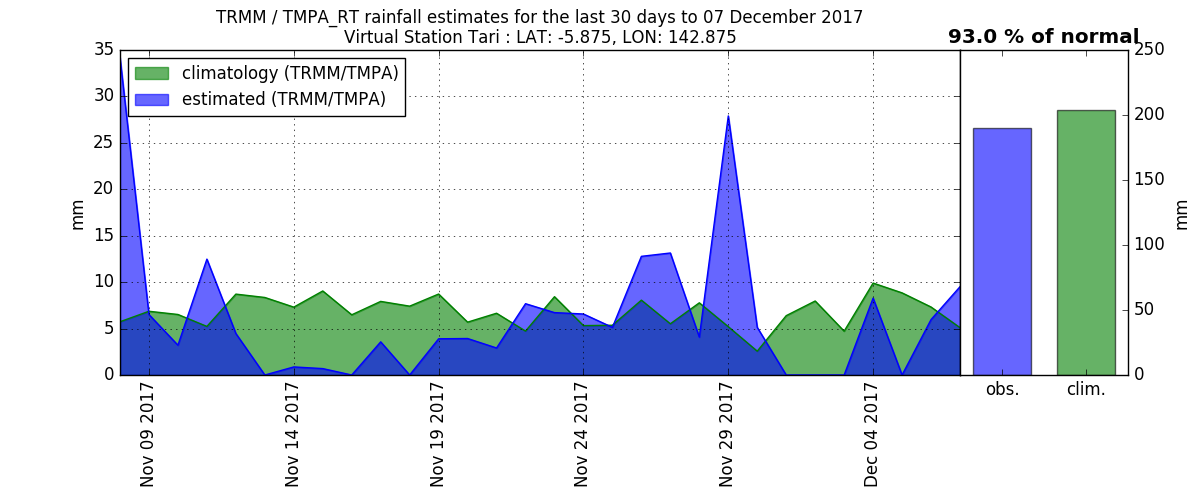 TRMM / TMPA_RT rainfall estimates for the last 30 days to 07 December 2017
Virtual Station Tari : LAT: -5.875, LON: 142.875
93.0 % of normal
climatology (TRMM/TMPA)
estimated (TRMM/TMPA)
35
30
25
20
15
10
5
0
mm
Nov 09 2017
Nov 14 2017
Nov 19 2017
Nov 24 2017
Nov 29 2017
Dec 04 2017
250
200
150
100
50
0
mm
obs.
clim.